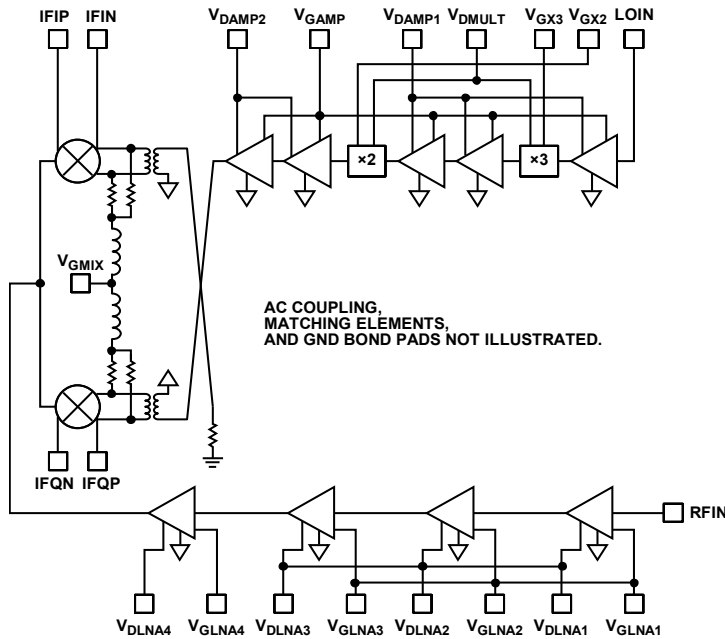 IFIP IFIN VDAMP2 VGAMP VDAMP1 VDMULT VGX3 VGX2 LOIN
×2 ×3
VGMIX
AC COUPLING,
MATCHING ELEMENTS,
AND GND BOND PADS NOT ILLUSTRATED.
IFQN IFQP
RFIN
VDLNA4 VGLNA4 VDLNA3 VGLNA3 VDLNA2 VGLNA2 VDLNA1 VGLNA1